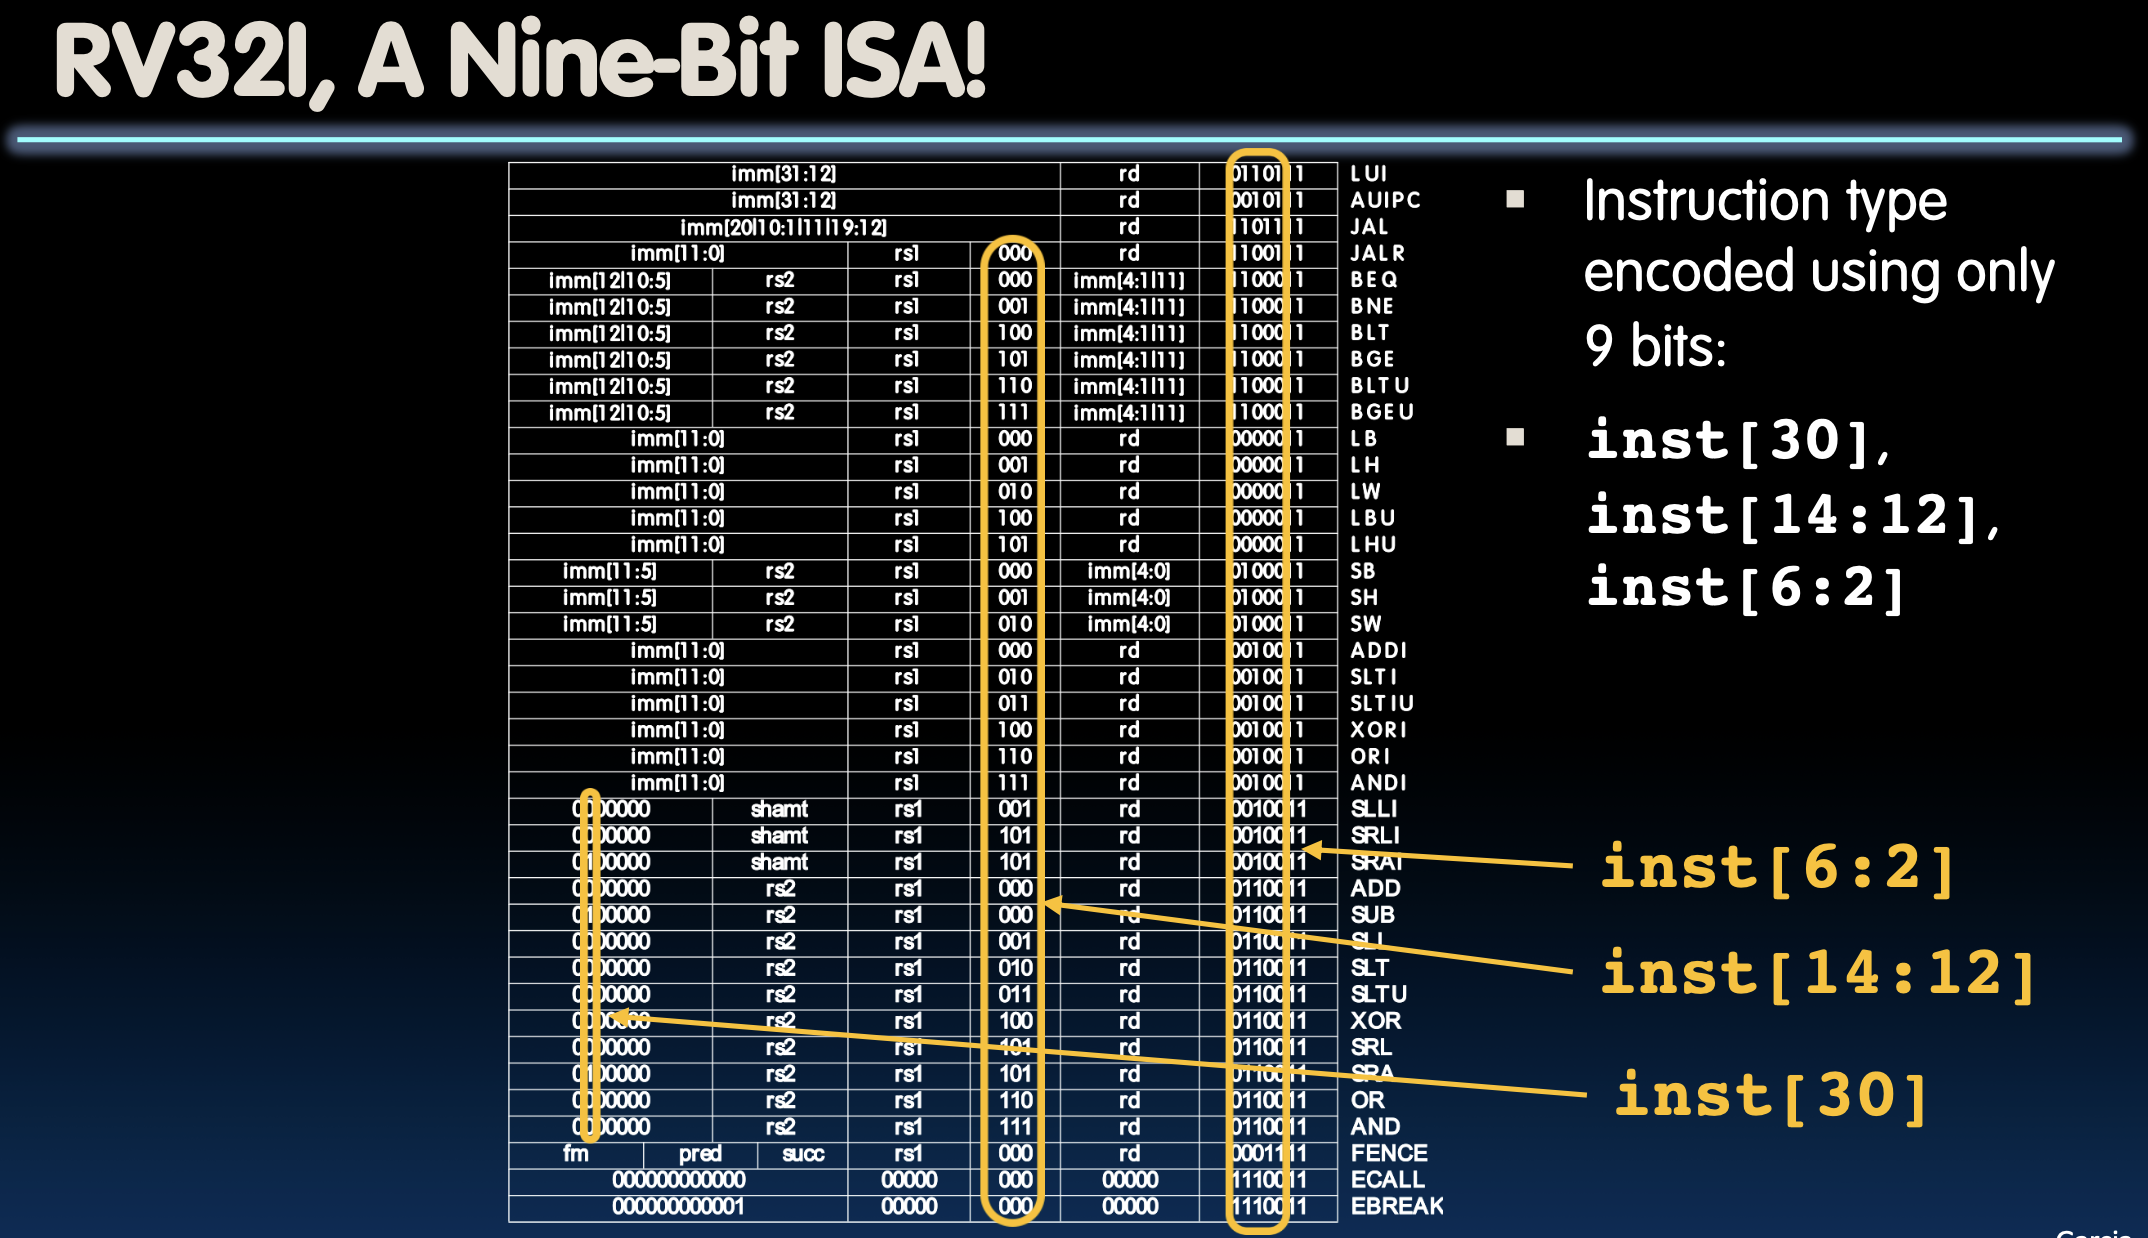 RV32I, A Nine-Bit ISA!
imm[31:12] rd 0110111 LUI
imm[31:12] rd 0010111 AUIPC
imm[20|10:1|11|19:12] rd 1101111 JAL
imm[11:0] rs1 000 rd 1100111 JALR
imm[12|10:5] rs2 rs1 000 imm[4:1|11] 1100011 BEQ
imm[12|10:5] rs2 rs1 001 imm[4:1|11] 1100011 BNE
imm[12|10:5] rs2 rs1 100 imm[4:1|11] 1100011 BLT
imm[12|10:5] rs2 rs1 101 imm[4:1|11] 1100011 BGE
imm[12|10:5] rs2 rs1 110 imm[4:1|11] 1100011 BLTU
imm[12|10:5] rs2 rs1 111 imm[4:1|11] 1100011 BGEU
imm[11:0] rs1 000 rd 0000011 LB
imm[11:0] rs1 001 rd 0000011 LH
imm[11:0] rs1 010 rd 0000011 LW
imm[11:0] rs1 100 rd 0000011 LBU
imm[11:0] rs1 101 rd 0000011 LHU
imm[11:5] rs2 rs1 000 imm[4:0] 0100011 SB
imm[11:5] rs2 rs1 001 imm[4:0] 0100011 SH
imm[11:5] rs2 rs1 010 imm[4:0] 0100011 SW
imm[11:0] rs1 000 rd 0010011 ADDI
imm[11:0] rs1 010 rd 0010011 SLTI
imm[11:0] rs1 011 rd 0010011 SLTIU
imm[11:0] rs1 100 rd 0010011 XORI
imm[11:0] rs1 110 rd 0010011 ORI
imm[11:0] rs1 111 rd 0010011 ANDI
0000000 shamt rs1 001 rd 0010011 SLLI
0000000 shamt rs1 101 rd 0010011 SRLI
0100000 shamt rs1 101 rd 0010011 SRAI
0000000 rs2 rs1 000 rd 0110011 ADD
0100000 rs2 rs1 000 rd 0110011 SUB
0000000 rs2 rs1 001 rd 0110011 SLL
0000000 rs2 rs1 010 rd 0110011 SLT
0000000 rs2 rs1 011 rd 0110011 SLTU
0000000 rs2 rs1 100 rd 0110011 XOR
0000000 rs2 rs1 101 rd 0110011 SRL
0100000 rs2 rs1 101 rd 0110011 SRA
0000000 rs2 rs1 110 rd 0110011 OR
0000000 rs2 rs1 111 rd 0110011 AND
fm pred succ rs1 000 rd 0001111 FENCE
000000000000 00000 000 00000 1110011 ECALL
000000000001 00000 000 00000 1110011 EBREAK
Instruction type
encoded using only
9 bits:
inst[30],
inst[14:12],
inst[6:2]
inst[6:2]
inst[14:12]
inst[30]